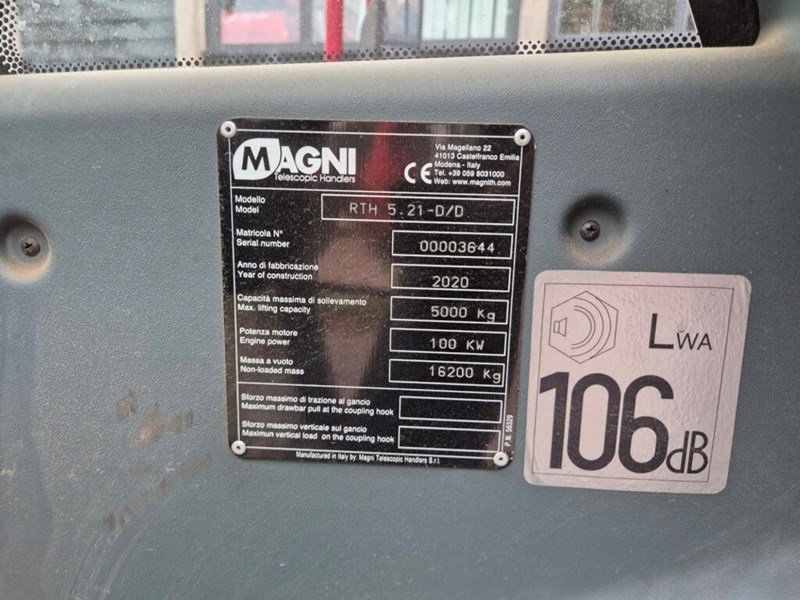 MAGNI
Telescopic Handlers
CE
Via Magellano 22
41013 Castelfranco Emilia
Modena - Italy
Tel. +39 059 8031000
Web: www.magnith.com
Modello
Model
RTH 5.21-D/D
Matricola N°
Serial number
00003644
Anno di fabbricazione
Year of construction
2020
Capacità massima di sollevamento
Max. lifting capacity
5000 Kg
Potenza motore
Engine power
100 KW
Massa a vuoto
Non-loaded mass
16200 Kg
Sforzo massimo di trazione al gancio
Maximum drawbar pull at the coupling hook
Sforzo massimo verticale sul gancio
Maximun vertical load on the coupling hook
P.N. 56329
Manufactured in Italy by: Magni Telescopic Handlers S.r.l.
LWA
106dB